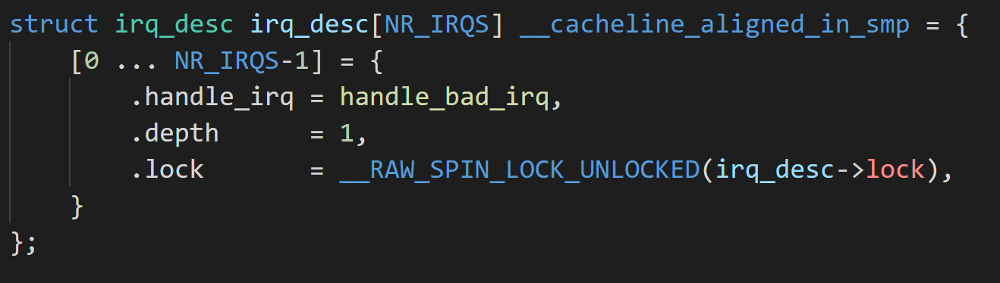 struct irq_desc irq_desc[NR_IRQS] __cacheline_aligned_in_smp = {
    [0 ... NR_IRQS-1] = {
        .handle_irq = handle_bad_irq,
        .depth      = 1,
        .lock       = __RAW_SPIN_LOCK_UNLOCKED(irq_desc->lock),
    }
};